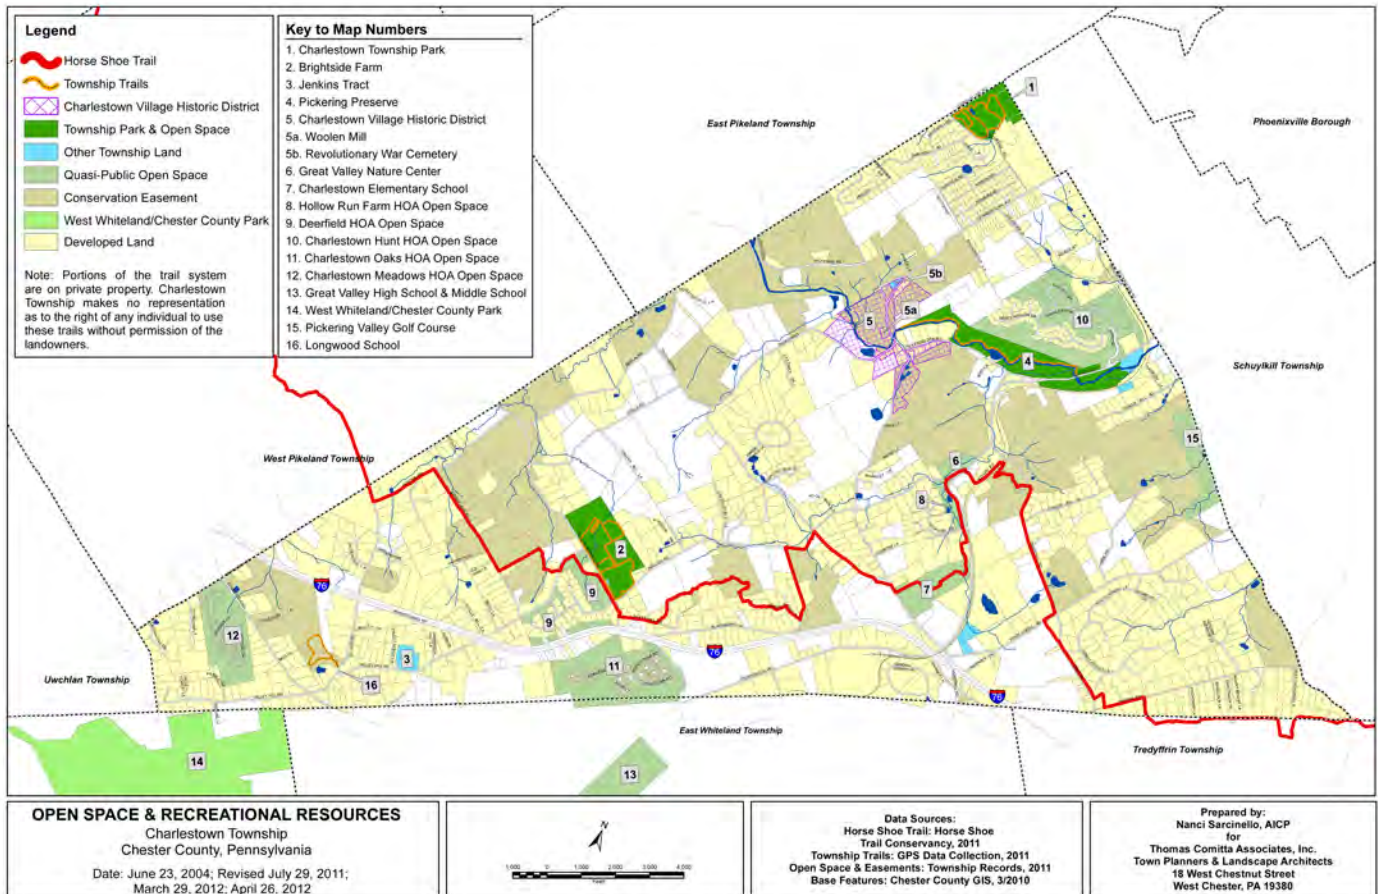 Legend
Horse Shoe Trail
Township Trails
Charlestown Village Historic District
Township Park & Open Space
Other Township Land
Quasi-Public Open Space
Conservation Easement
West Whiteland/Chester County Park
Developed Land
Note: Portions of the trail system
are on private property. Charlestown
Township makes no representation
as to the right of any individual to use
these trails without permission of the
landowners.
Key to Map Numbers
1. Charlestown Township Park
2. Brightside Farm
3. Jenkins Tract
4. Pickering Preserve
5. Charlestown Village Historic District
5a. Woolen Mill
5b. Revolutionary War Cemetery
6. Great Valley Nature Center
7. Charlestown Elementary School
8. Hollow Run Farm HOA Open Space
9. Deerfield HOA Open Space
10. Charlestown Hunt HOA Open Space
11. Charlestown Oaks HOA Open Space
12. Charlestown Meadows HOA Open Space
13. Great Valley High School & Middle School
14. West Whiteland/Chester County Park
15. Pickering Valley Golf Course
16. Longwood School
1
East Pikeland Township
Phoenixville Borough
5b
5a
5
10
4
Schuylkill Township
15
West Pikeland Township
6
8
2
76
9
7
9
12
3
76
11
16
Uwchlan Township
76
East Whiteland Township
Tredyffrin Township
14
13
OPEN SPACE & RECREATIONAL RESOURCES
Charlestown Township
Chester County, Pennsylvania
Date: June 23, 2004; Revised July 29, 2011;
March 29, 2012; April 26, 2012
N
1,000 0 1,000 2,000 3,000 4,000
Feet
Data Sources:
Horse Shoe Trail: Horse Shoe
Trail Conservancy, 2011
Township Trails: GPS Data Collection, 2011
Open Space & Easements: Township Records, 2011
Base Features: Chester County GIS, 3/2010
Prepared by:
Nanci Sarcinello, AICP
for
Thomas Comitta Associates, Inc.
Town Planners & Landscape Architects
18 West Chestnut Street
West Chester, PA 19380